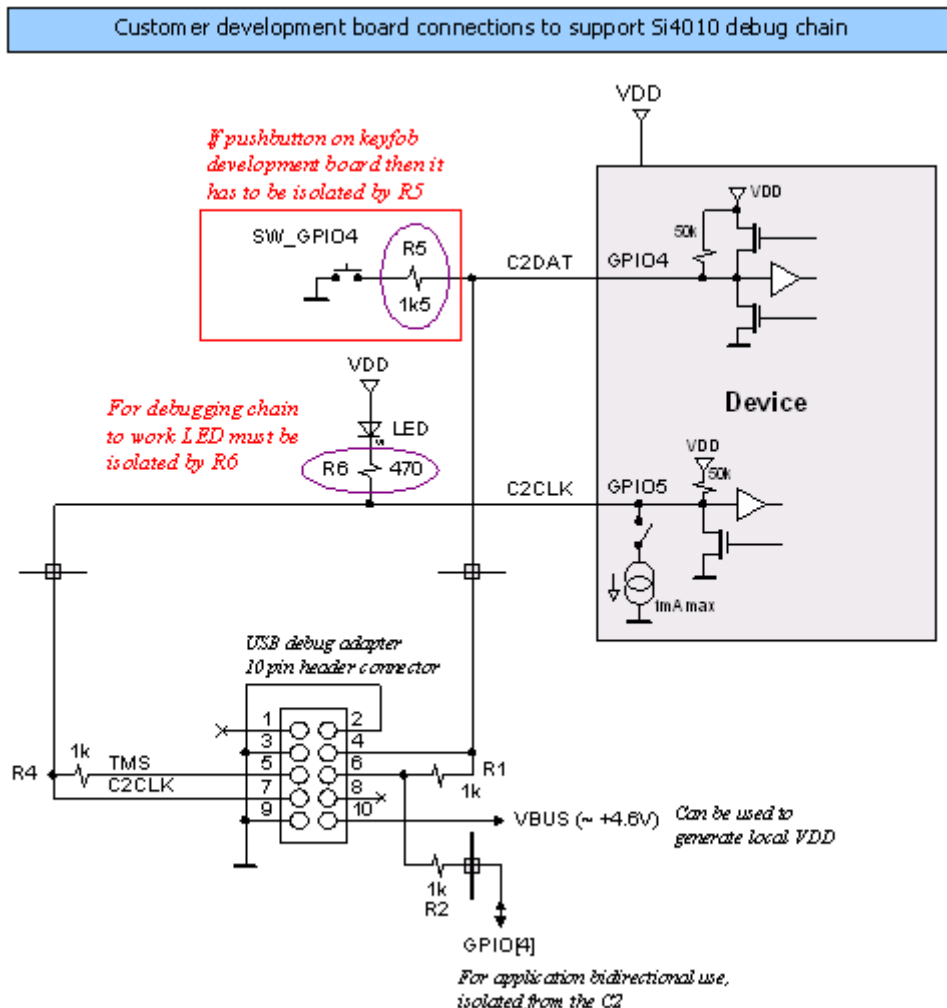 Customer development board connections to support Si4010 debug chain
VDD
If pushbutton on keyfob
development board then it
has to be isolated by R5
SW_GPIO4
R5
1k5
C2DAT
GPIO4
50k
VDD
Device
VDD
LED
For debugging chain
to work LED must be
isolated by R6
R6
470
C2CLK
GPIO5
VDD
50k
1mA max
USB debug adapter
10 pin header connector
1
2
3
4
5
6
7
8
9
10
R4
1k
TMS
C2CLK
R1
1k
VBUS (~ +4.6V)
Can be used to
generate local VDD
1k
R2
GPIO[4]
For application bidirectional use,
isolated from the C2